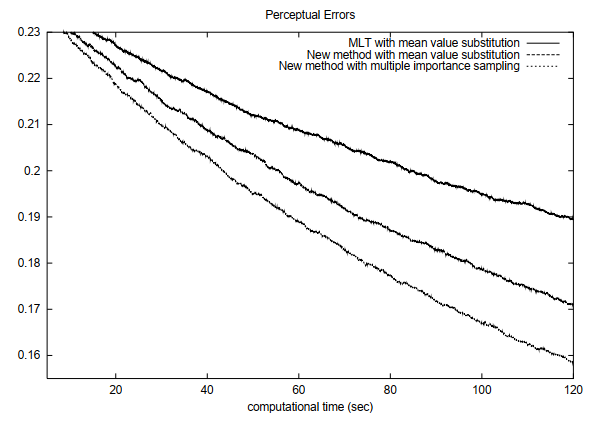 Perceptual Errors
MLT with mean value substitution
New method with mean value substitution
New method with multiple importance sampling
0.23
0.22
0.21
0.2
0.19
0.18
0.17
0.16
20 40 60 80 100 120
computational time (sec)